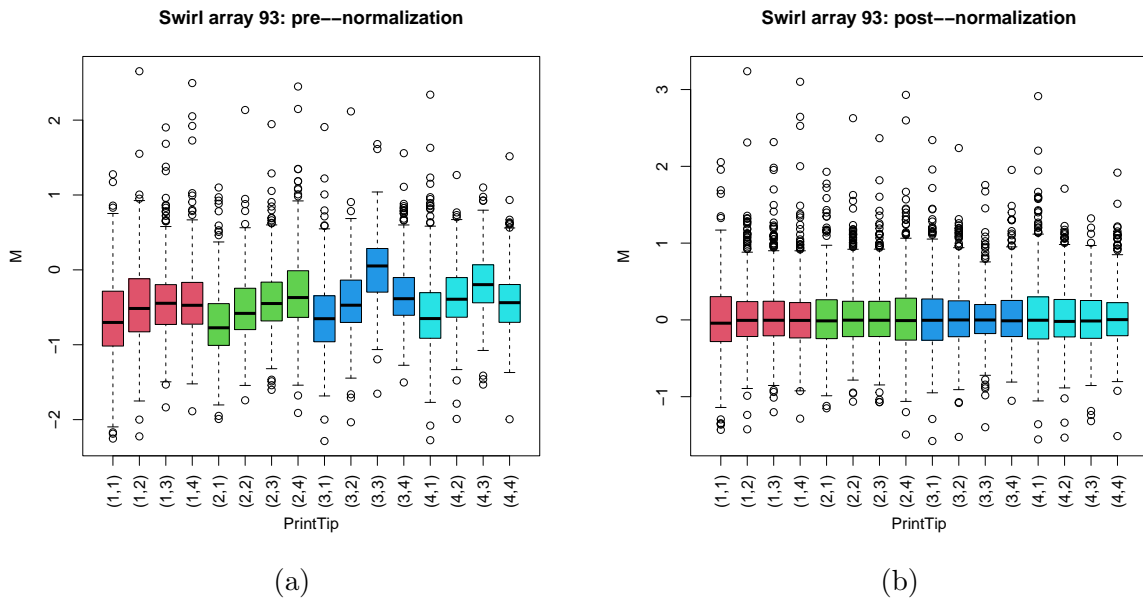 Swirl array 93: pre−−normalization
M
2
1
0
−1
−2
(1,1) (1,2) (1,3) (1,4) (2,1) (2,2) (2,3) (2,4) (3,1) (3,2) (3,3) (3,4) (4,1) (4,2) (4,3) (4,4)
PrintTip
(a)
Swirl array 93: post−−normalization
M
3
2
1
0
−1
(1,1) (1,2) (1,3) (1,4) (2,1) (2,2) (2,3) (2,4) (3,1) (3,2) (3,3) (3,4) (4,1) (4,2) (4,3) (4,4)
PrintTip
(b)